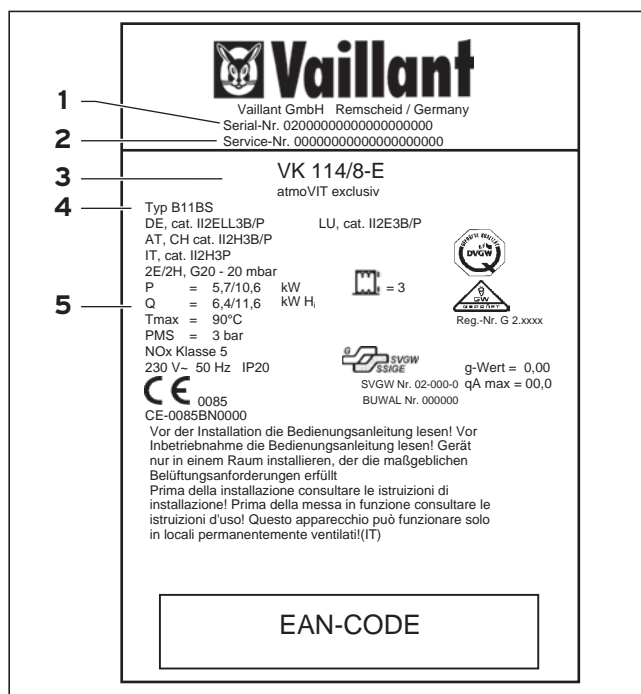 Vaillant
Vaillant GmbH Remscheid / Germany
1 Serial-Nr. 02000000000000000000
2 Service-Nr. 00000000000000000000
3 VK 114/8-E
atmoVIT exclusiv
4 Typ B11BS
DE, cat. II2ELL3B/P LU, cat. II2E3B/P
AT, CH cat. II2H3B/P
IT, cat. II2H3P
2E/2H, G20 - 20 mbar
P = 5,7/10,6 kW = 3
5 Q = 6,4/11,6 kW Hi
Tmax = 90°C
PMS = 3 bar
NOx Klasse 5
230 V~ 50 Hz IP20
DVGW
GW
Reg.-Nr. G 2.xxxx
G SVGW
SSIGE
g-Wert = 0,00
SVGW Nr. 02-000-0 qA max = 00,0
BUWAL Nr. 000000
CE 0085
CE-0085BN0000
Vor der Installation die Bedienungsanleitung lesen! Vor
Inbetriebnahme die Bedienungsanleitung lesen! Gerät
nur in einem Raum installieren, der die maßgeblichen
Belüftungsanforderungen erfüllt
Prima della installazione consultare le istruzioni di
installazione! Prima della messa in funzione consultare le
istruzioni d'uso! Questo apparecchio può funzionare solo
in locali permanentemente ventilati!(IT)
EAN-CODE